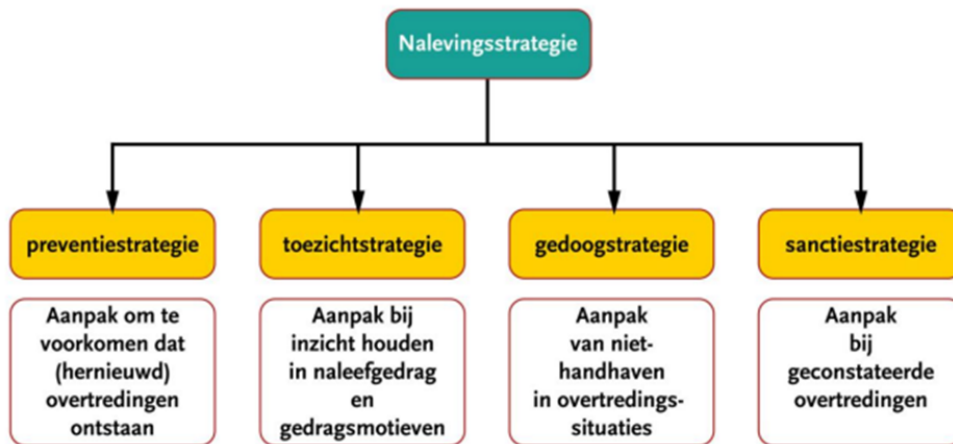 Nalevingsstrategie
preventiestrategie
toezichtstrategie
gedoogstrategie
sanctiestrategie
Aanpak om te
voorkomen dat
(hernieuwd)
overtredingen
ontstaan
Aanpak bij
inzicht houden
in naleefgedrag
en
gedragsmotieven
Aanpak
van niet-
handhaven
in overtredings-
situaties
Aanpak
bij
geconstateerde
overtredingen